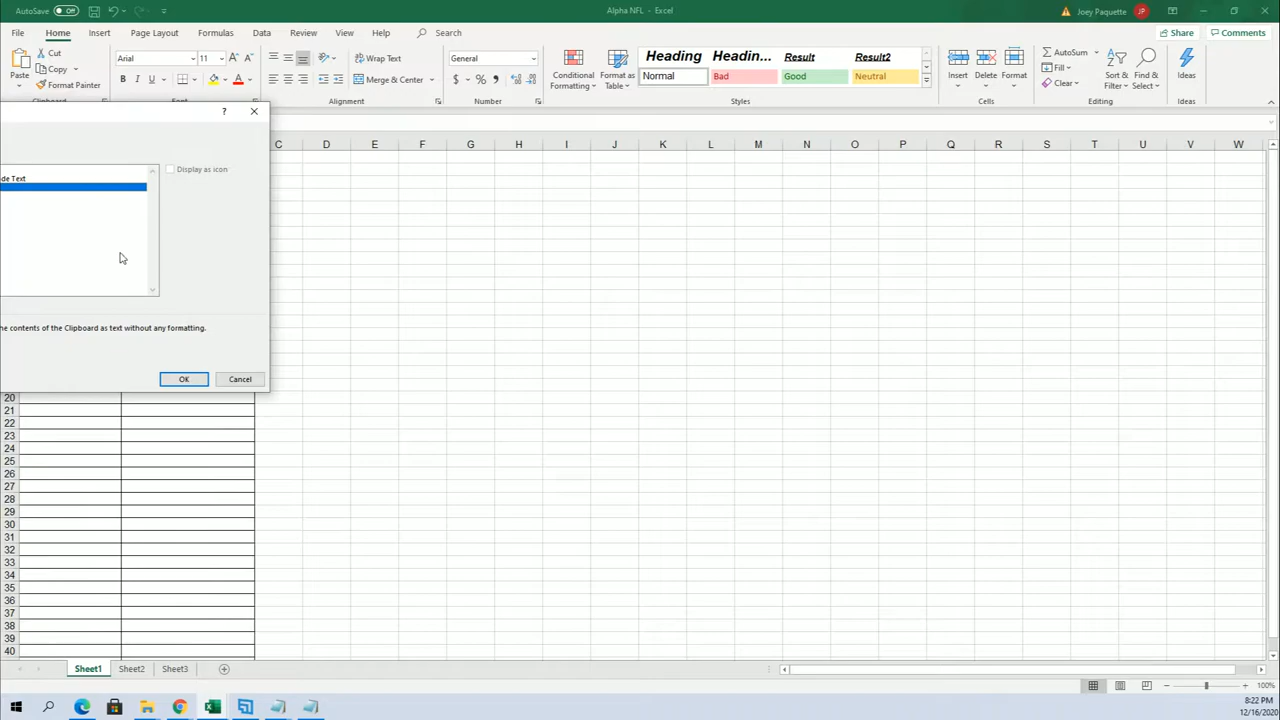 AutoSave Off
Alpha NFL - Excel
Joey Paquette JP
File Home Insert Page Layout Formulas Data Review View Help Search
Share Comments
Paste
Cut
Copy
Format Painter
Clipboard
Arial 11
B I U
Font
Wrap Text
Merge & Center
Alignment
General
$ %
Number
Conditional Formatting
Format as Table
Heading Headin... Result Result2
Normal Bad Good Neutral
Styles
Insert Delete Format
Cells
AutoSum
Fill
Clear
Sort & Filter
Find & Select
Editing
Ideas
Ideas
? ×
C D E F G H I J K L M N O P Q R S T U V W
de Text
Display as icon
he contents of the Clipboard as text without any formatting.
OK Cancel
20
21
22
23
24
25
26
27
28
29
30
31
32
33
34
35
36
37
38
39
40
Sheet1 Sheet2 Sheet3
100%
8:22 PM
12/16/2020